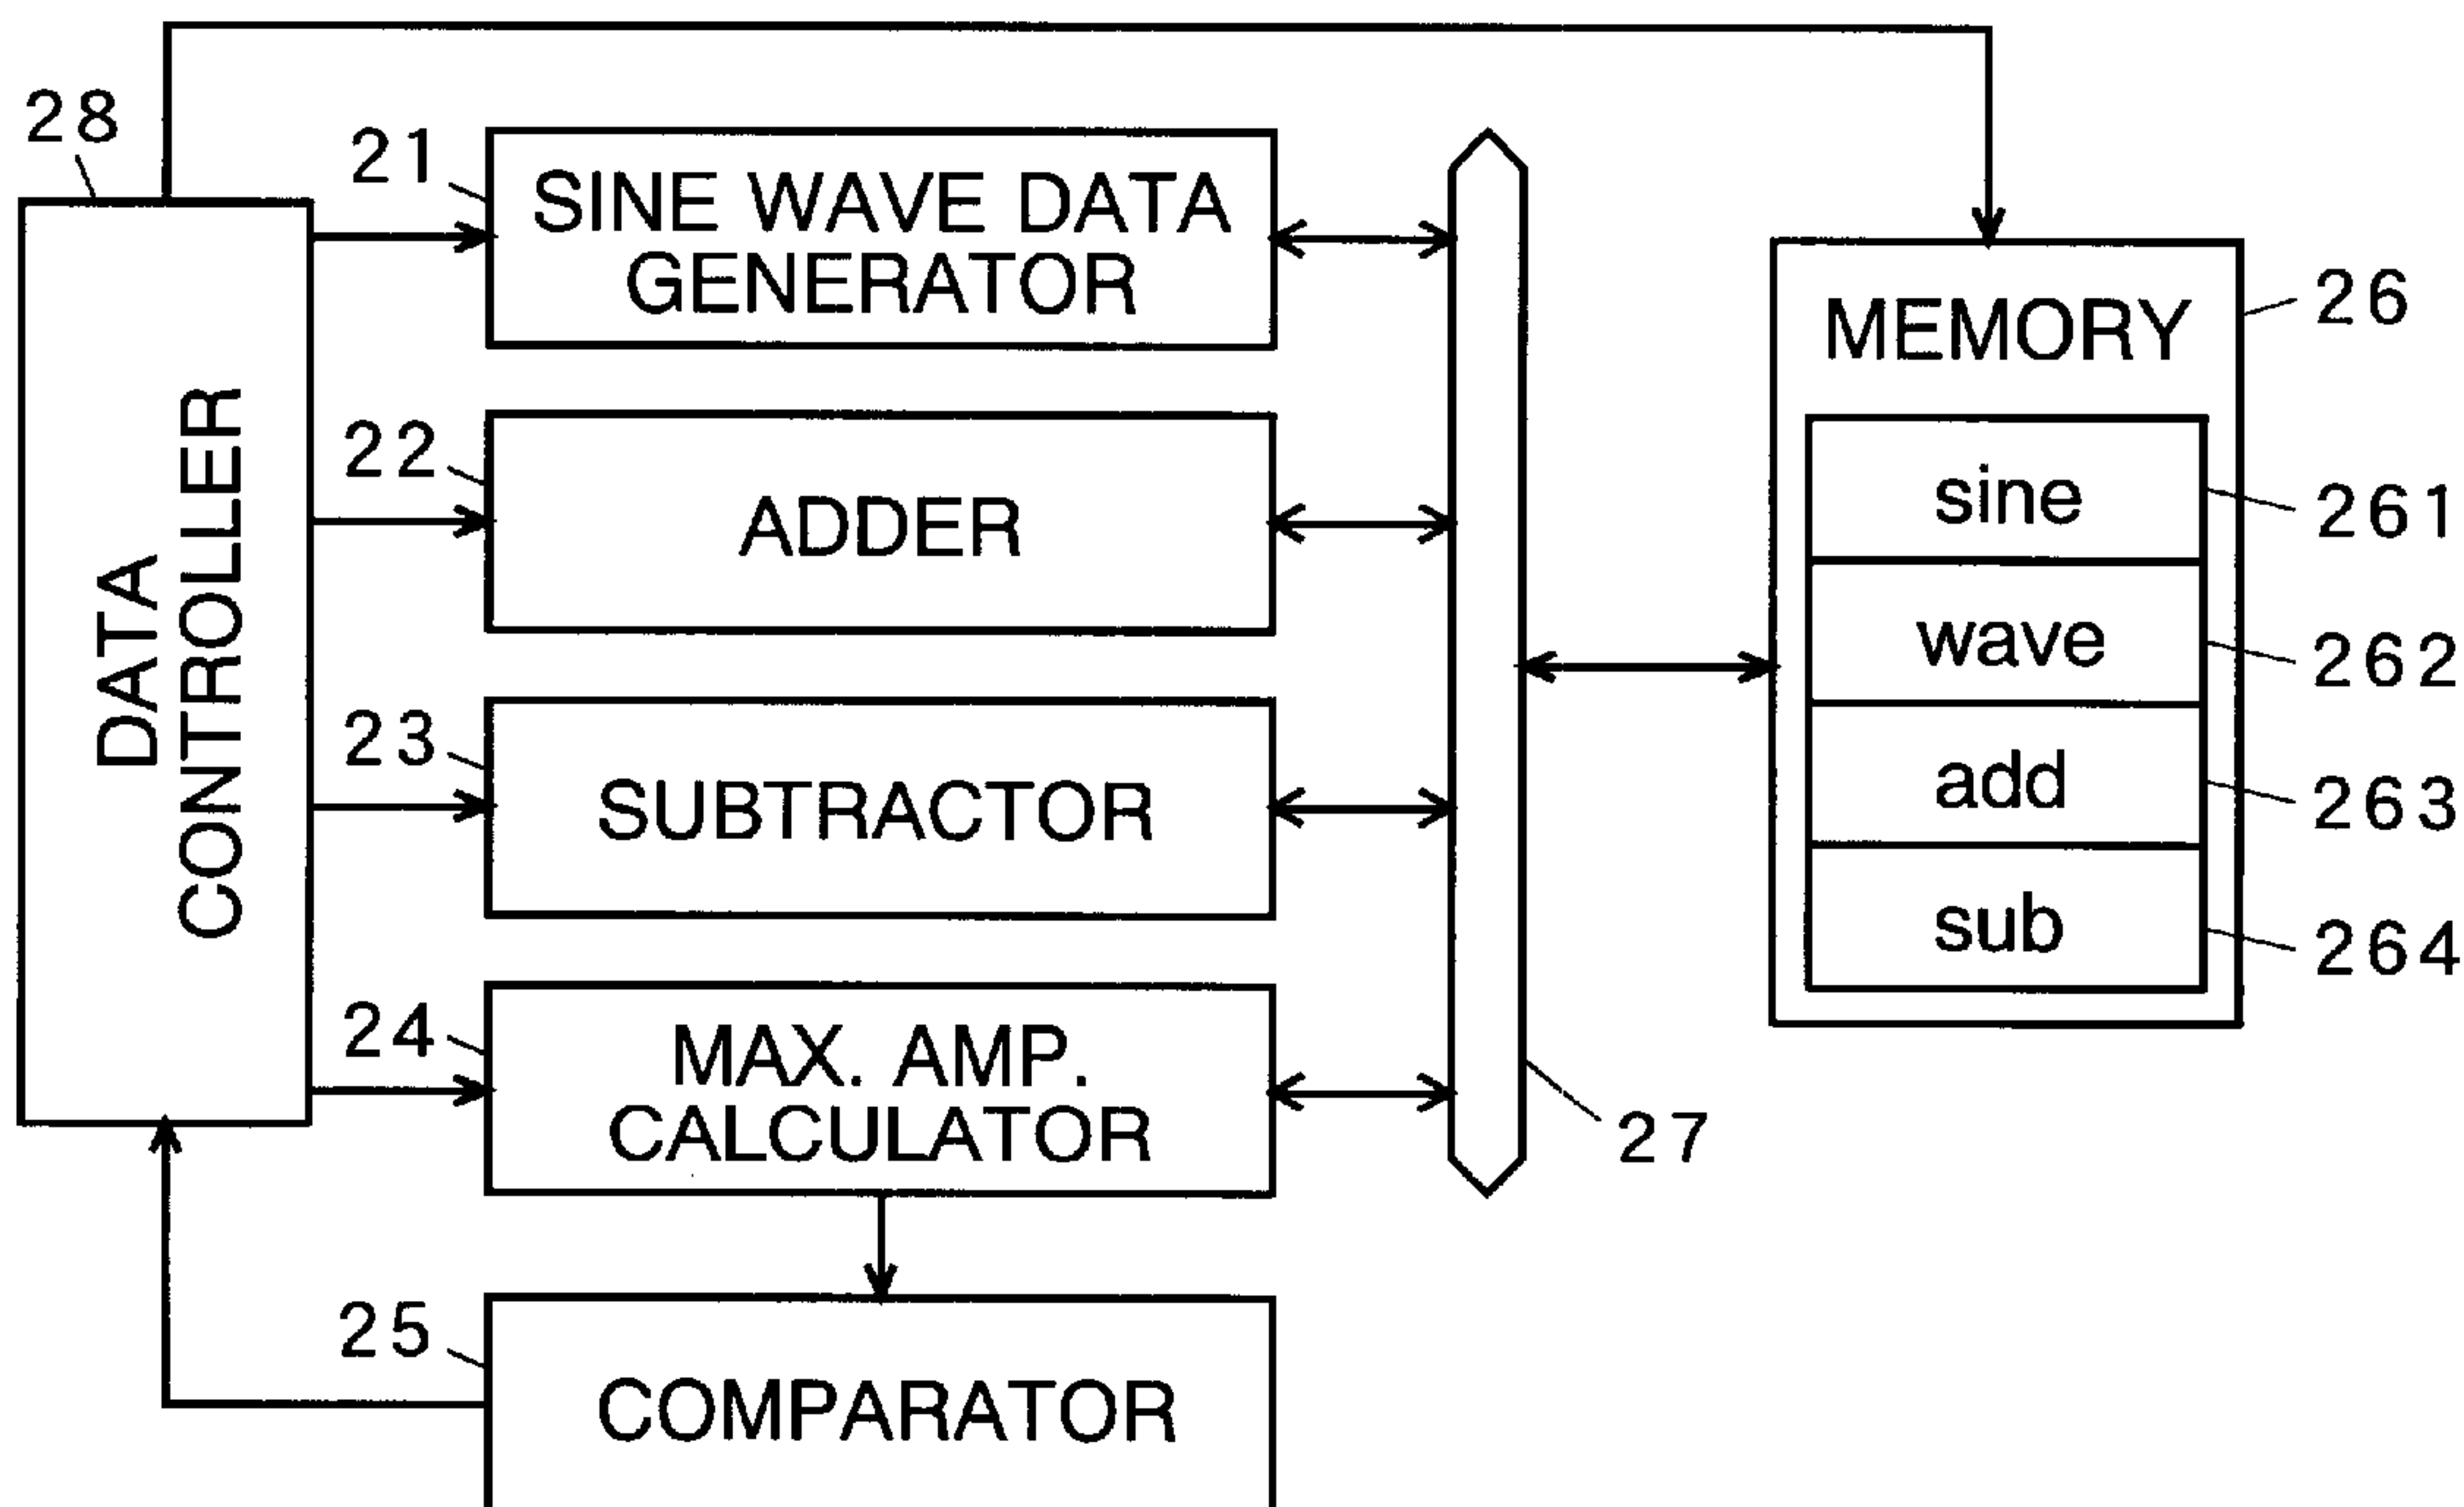 28
DATA
CONTROLLER
21
SINE WAVE DATA
GENERATOR
22
ADDER
23
SUBTRACTOR
24
MAX. AMP.
CALCULATOR
25
COMPARATOR
27
MEMORY
26
sine
261
wave
262
add
263
sub
264